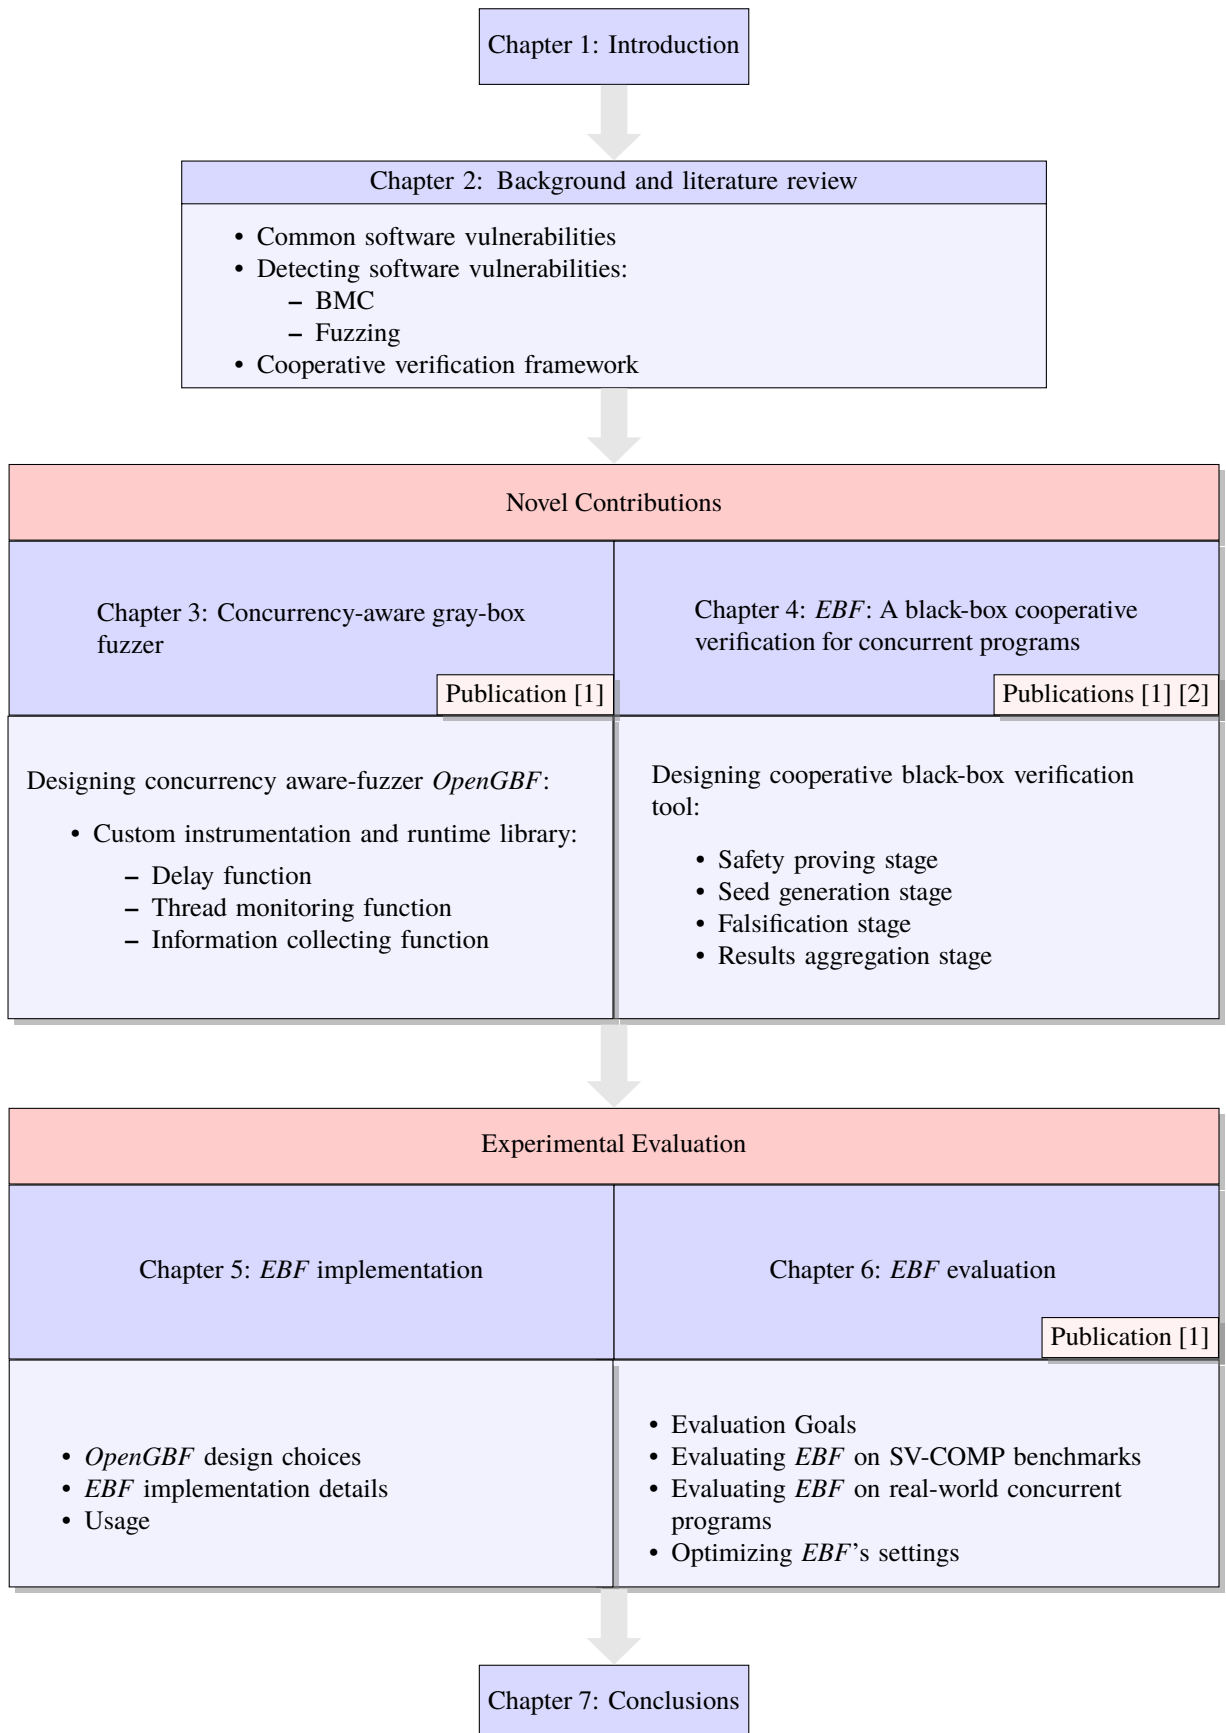 Chapter 1: Introduction
Chapter 2: Background and literature review
• Common software vulnerabilities
• Detecting software vulnerabilities:
– BMC
– Fuzzing
• Cooperative verification framework
Novel Contributions
Chapter 3: Concurrency-aware gray-box
fuzzer
Publication [1]
Chapter 4: EBF: A black-box cooperative
verification for concurrent programs
Publications [1] [2]
Designing concurrency aware-fuzzer OpenGBF:
• Custom instrumentation and runtime library:
– Delay function
– Thread monitoring function
– Information collecting function
Designing cooperative black-box verification
tool:
• Safety proving stage
• Seed generation stage
• Falsification stage
• Results aggregation stage
Experimental Evaluation
Chapter 5: EBF implementation
Chapter 6: EBF evaluation
Publication [1]
• OpenGBF design choices
• EBF implementation details
• Usage
• Evaluation Goals
• Evaluating EBF on SV-COMP benchmarks
• Evaluating EBF on real-world concurrent
programs
• Optimizing EBF's settings
Chapter 7: Conclusions